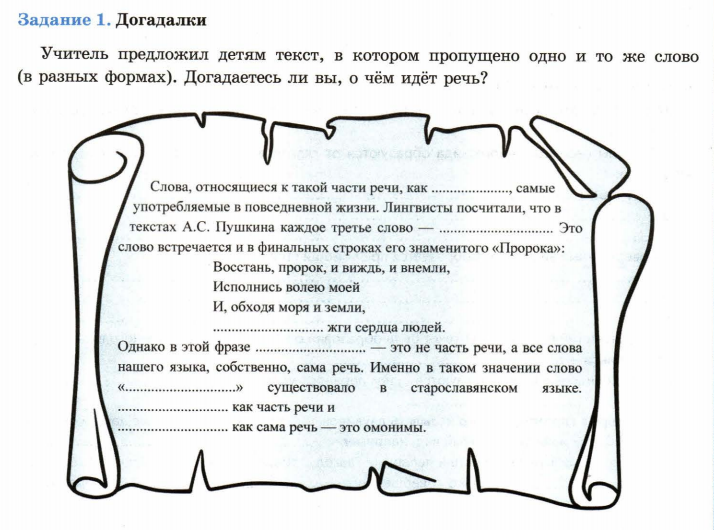 Задание 1. Догадалки
Учитель предложил детям текст, в котором пропущено одно и то же слово
(в разных формах). Догадаетесь ли вы, о чём идёт речь?
Слова, относящиеся к такой части речи, как ...................., самые
употребляемые в повседневной жизни. Лингвисты посчитали, что в
текстах А.С. Пушкина каждое третье слово — ............................. Это
слово встречается и в финальных строках его знаменитого «Пророка»:
Восстань, пророк, и виждь, и внемли,
Исполнись волею моей
И, обходя моря и земли,
............................. жги сердца людей.
Однако в этой фразе ............................. — это не часть речи, а все слова
нашего языка, собственно, сама речь. Именно в таком значении слово
«.............................» существовало в старославянском языке.
............................. как часть речи и
............................. как сама речь — это омонимы.